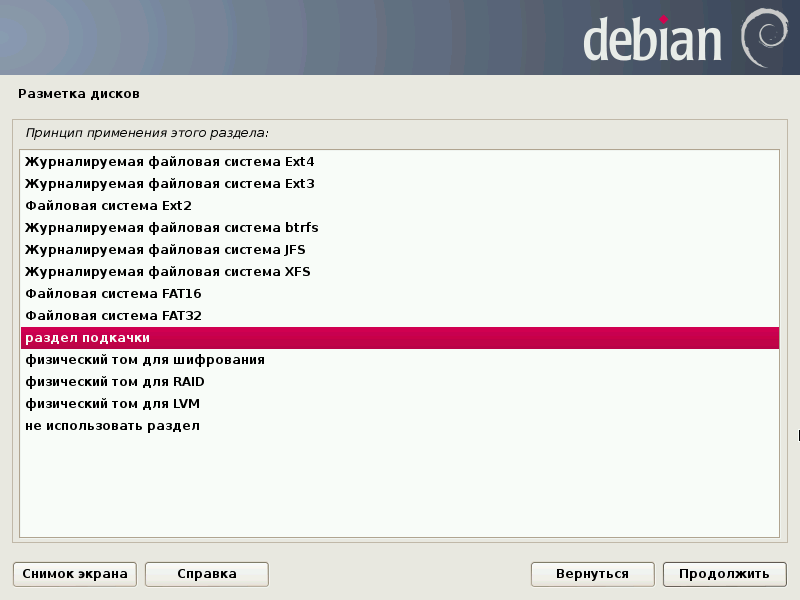 debian
Разметка дисков
Принцип применения этого раздела:
Журналируемая файловая система Ext4
Журналируемая файловая система Ext3
Файловая система Ext2
Журналируемая файловая система btrfs
Журналируемая файловая система JFS
Журналируемая файловая система XFS
Файловая система FAT16
Файловая система FAT32
раздел подкачки
физический том для шифрования
физический том для RAID
физический том для LVM
не использовать раздел
Снимок экрана Справка Вернуться Продолжить